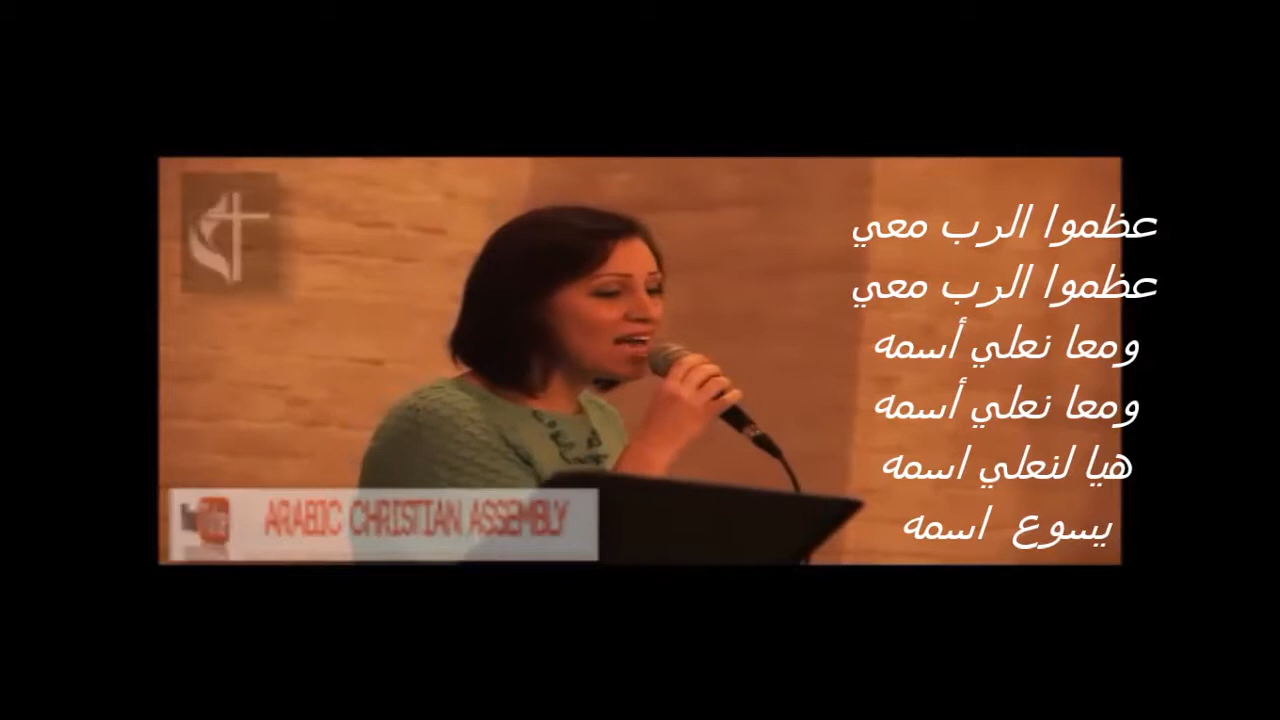 عظموا الرب معي
عظموا الرب معي
ومعا نعلي أسمه
ومعا نعلي أسمه
هيا لنعلي اسمه
يسوع اسمه
ARABIC CHRISTIAN ASSEMBLY